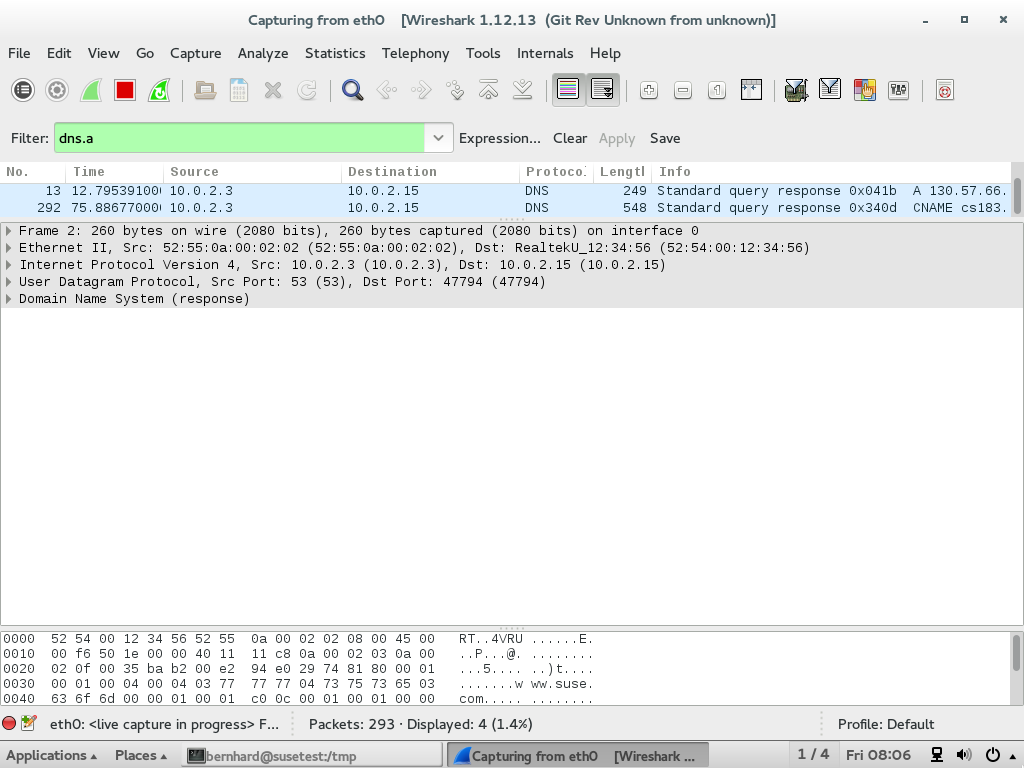 Capturing from eth0 [Wireshark 1.12.13 (Git Rev Unknown from unknown)]
File Edit View Go Capture Analyze Statistics Telephony Tools Internals Help
Filter: dns.a Expression... Clear Apply Save
No. Time Source Destination Protoco. Lengtl Info
13 12.795391000 10.0.2.3 10.0.2.15 DNS 249 Standard query response 0x041b A 130.57.66.
292 75.886770000 10.0.2.3 10.0.2.15 DNS 548 Standard query response 0x340d CNAME cs183.
Frame 2: 260 bytes on wire (2080 bits), 260 bytes captured (2080 bits) on interface 0
Ethernet II, Src: 52:55:0a:00:02:02 (52:55:0a:00:02:02), Dst: RealtekU_12:34:56 (52:54:00:12:34:56)
Internet Protocol Version 4, Src: 10.0.2.3 (10.0.2.3), Dst: 10.0.2.15 (10.0.2.15)
User Datagram Protocol, Src Port: 53 (53), Dst Port: 47794 (47794)
Domain Name System (response)
0000 52 54 00 12 34 56 52 55 0a 00 02 02 08 00 45 00 RT..4VRU ......E.
0010 00 f6 50 1e 00 00 40 11 11 c8 0a 00 02 03 0a 00 ..P...@. ........
0020 02 0f 00 35 ba b2 00 e2 94 e0 29 74 81 80 00 01 ...5.... ..)t....
0030 00 01 00 04 00 04 03 77 77 77 04 73 75 73 65 03 .......w ww.suse.
0040 63 6f 6d 00 00 01 00 01 c0 0c 00 01 00 01 00 00 com..... ........
eth0: <live capture in progress> F... Packets: 293 · Displayed: 4 (1.4%) Profile: Default
Applications Places bernhard@susetest:/tmp Capturing from eth0 [Wireshark ... 1 / 4 Fri 08:06